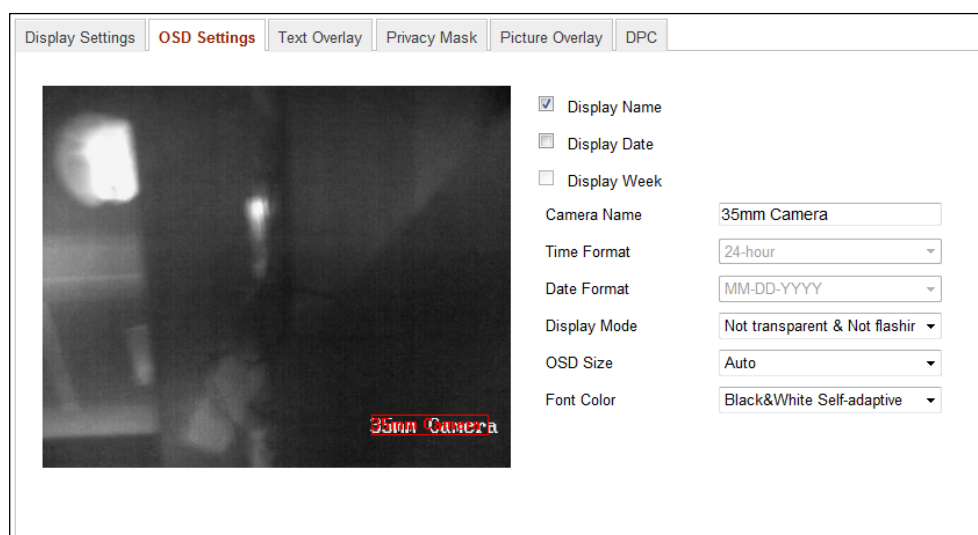 Display Settings OSD Settings Text Overlay Privacy Mask Picture Overlay DPC
Display Name
Display Date
Display Week
Camera Name 35mm Camera
Time Format 24-hour
Date Format MM-DD-YYYY
Display Mode Not transparent & Not flashir
OSD Size Auto
Font Color Black&White Self-adaptive
35mm Camera